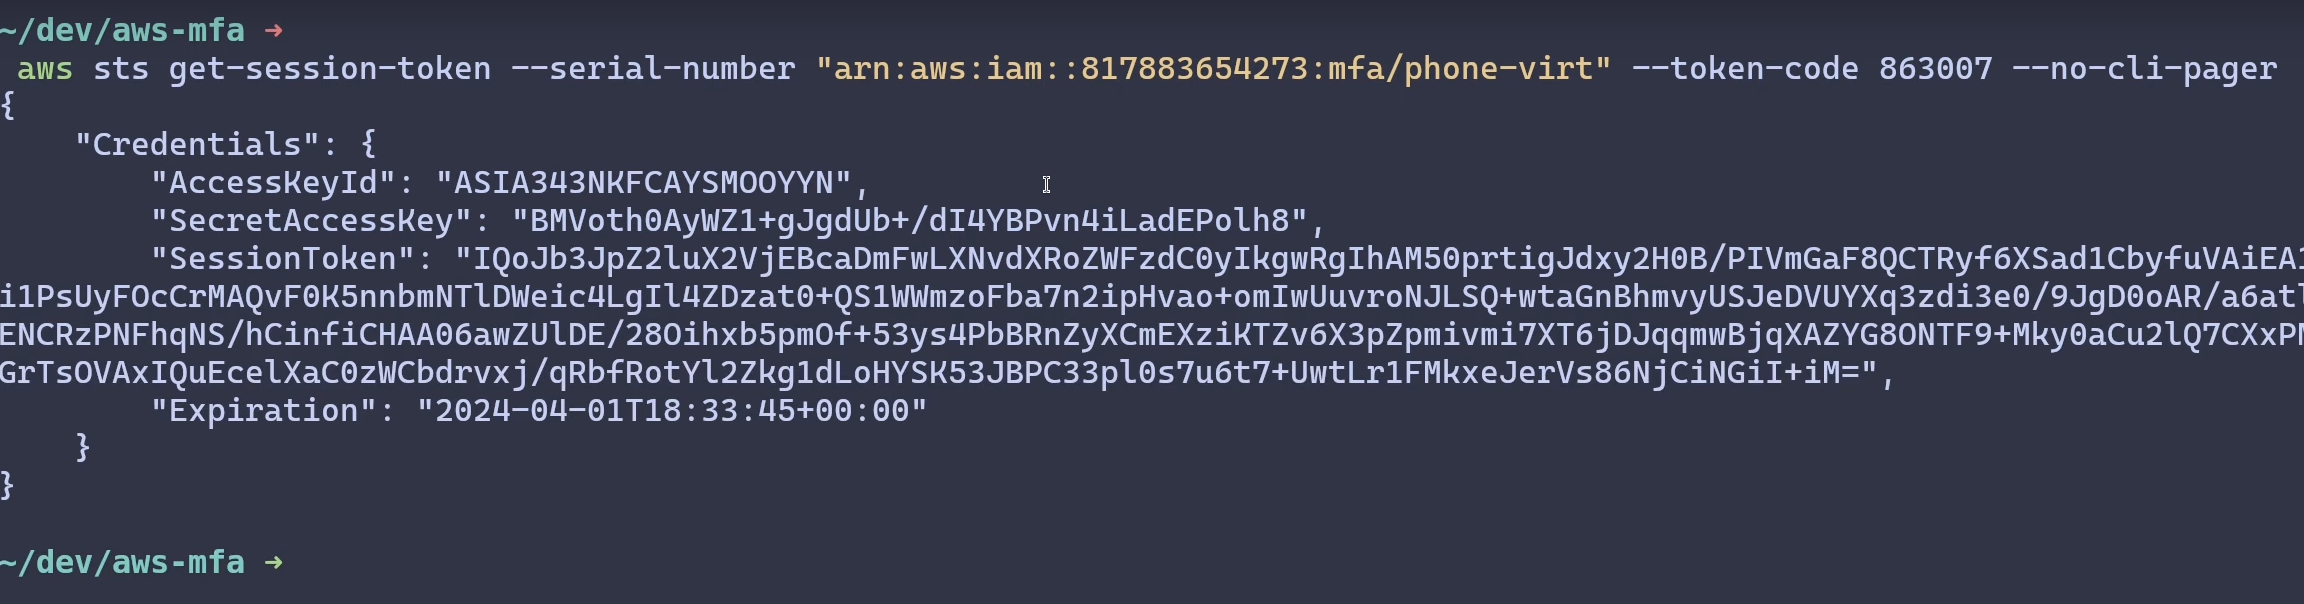 ~/dev/aws-mfa ➜
aws sts get-session-token --serial-number "arn:aws:iam::817883654273:mfa/phone-virt" --token-code 863007 --no-cli-pager
{
"Credentials": {
"AccessKeyId": "ASIA343NKFCAYSMOOYYN",
"SecretAccessKey": "BMVoth0AyWZ1+gJgdUb+/dI4YBPvn4iLadEPolh8",
"SessionToken": "IQoJb3JpZ2luX2VjEBcaDmFwLXNvdXRoZWFzdC0yIkgwRgIhAM50prtigJdxy2H0B/PIVmGaF8QCTRyf6XSad1CbyfuVAiEA1
i1PsUyFOcCrMAQvF0K5nnbmNTlDWeic4LgIl4ZDzat0+QS1WWmzoFba7n2ipHvao+omIwUuvroNJLSQ+wtaGnBhmvyUSJeDVUYXq3zdi3e0/9JgD0oAR/a6atl
ENCRzPNFhqNS/hCinfiCHAA06awZUlDE/28Oihxb5pmOf+53ys4PbBRnZyXCmEXziKTZv6X3pZpmivmi7XT6jDJqqmwBjqXAZYG8ONTF9+Mky0aCu2lQ7CXxPM
GrTsOVAxIQuEcelXaC0zWCbdrvxj/qRbfRotYl2Zkg1dLoHYSK53JBPC33pl0s7u6t7+UwtLr1FMkxeJerVs86NjCiNGiI+iM=",
"Expiration": "2024-04-01T18:33:45+00:00"
}
}
~/dev/aws-mfa ➜